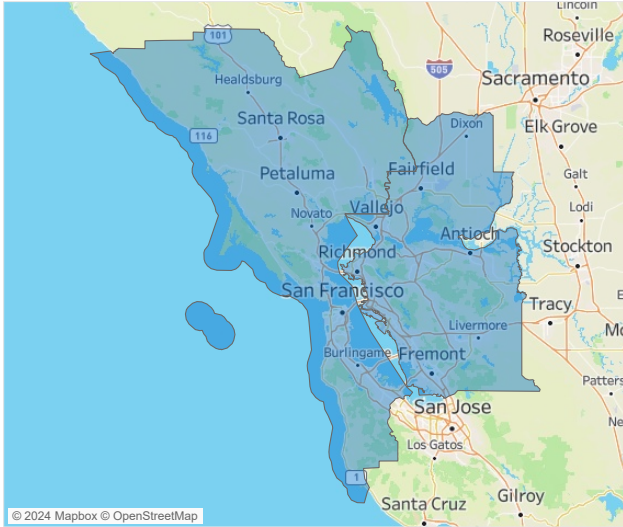 Lincoln
Roseville
101
505
Healdsburg
Sacramento
Santa Rosa
Dixon
Elk Grove
116
Petaluma
Fairfield
Galt
Novato
Vallejo
Lodi
Antioch
Richmond
Stockton
San Francisco
Tracy
Livermore
Burlingame
Fremont
Patters
San Jose
Los Gatos
1
Gilroy
Santa Cruz
© 2024 Mapbox © OpenStreetMap